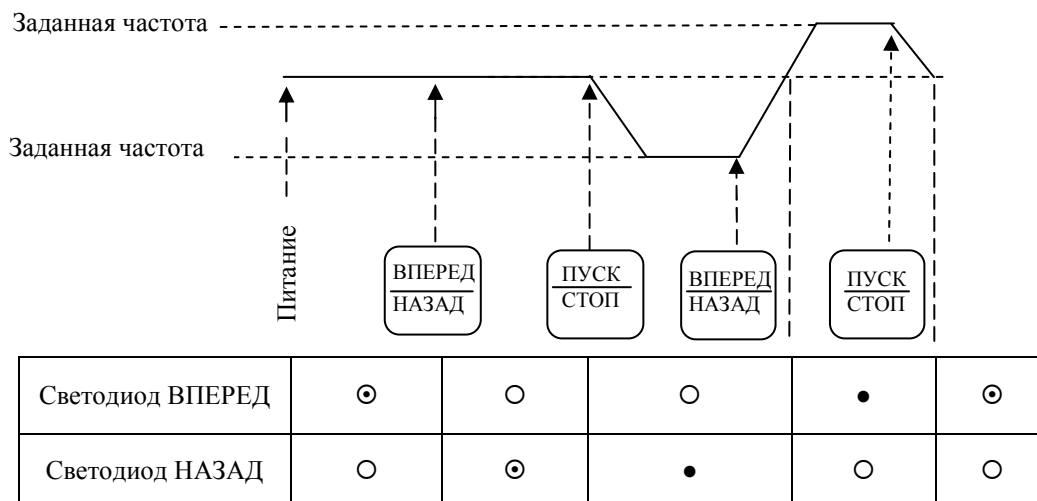 Заданная частота
Заданная частота
Питание
ВПЕРЕД
НАЗАД
ПУСК
СТОП
ВПЕРЕД
НАЗАД
ПУСК
СТОП
Светодиод ВПЕРЕД
Светодиод НАЗАД